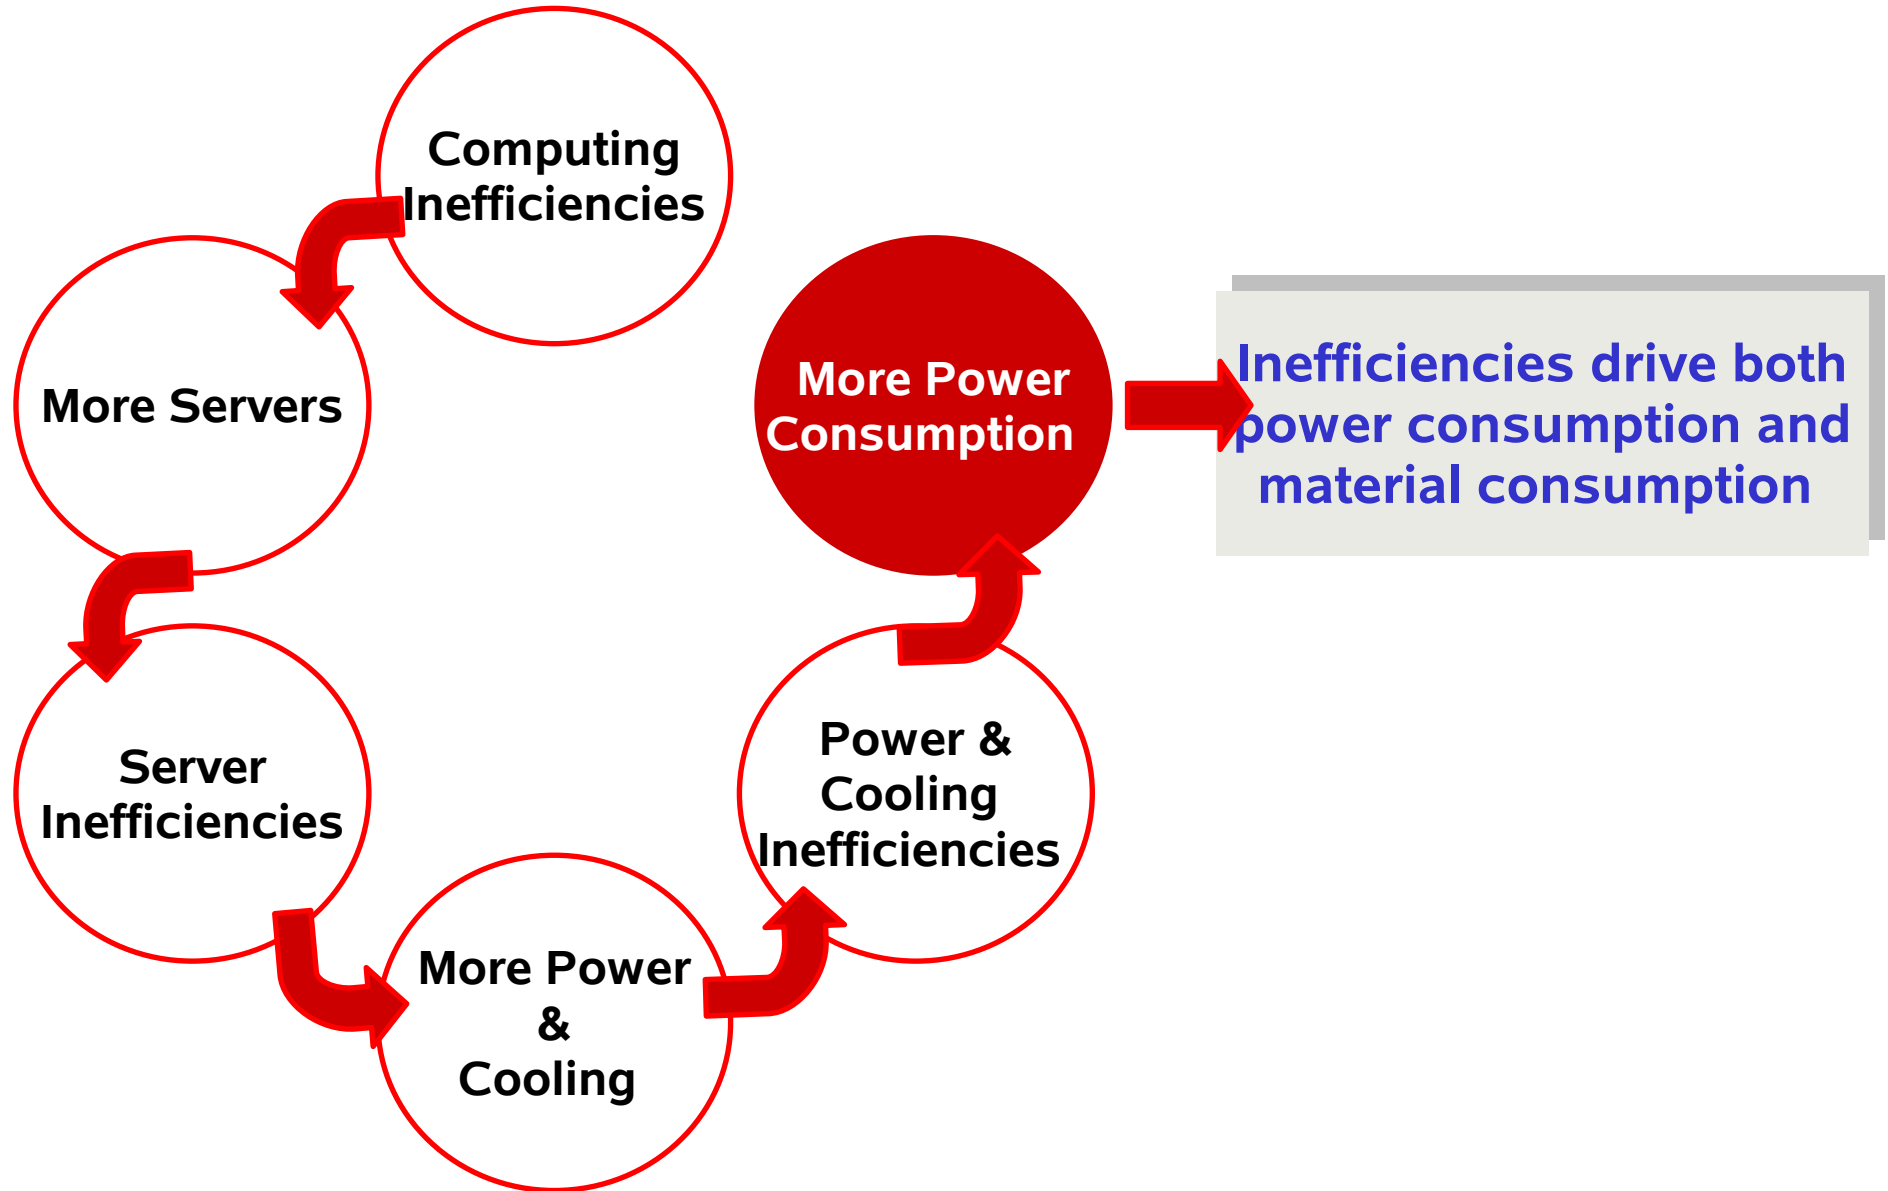 Computing
Inefficiencies
More Servers
Server
Inefficiencies
More Power
&
Cooling
Power &
Cooling
Inefficiencies
More Power
Consumption
Inefficiencies drive both
power consumption and
material consumption